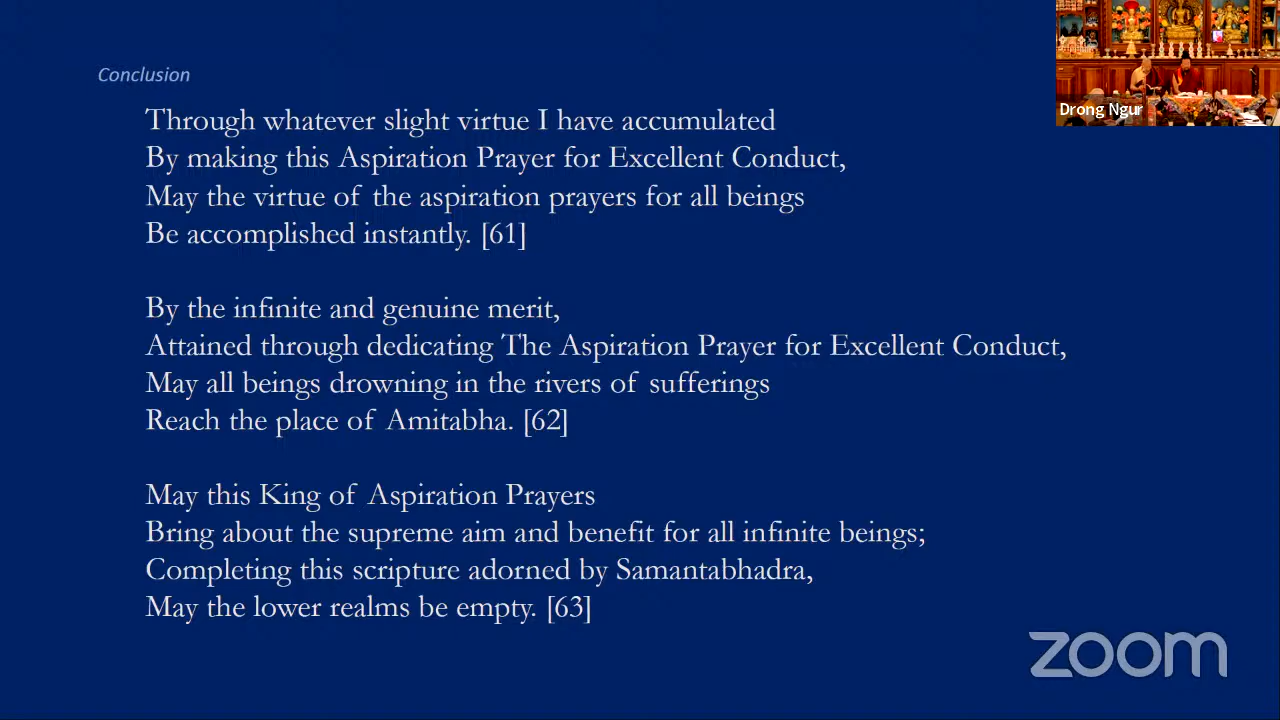 Conclusion
Through whatever slight virtue I have accumulated
By making this Aspiration Prayer for Excellent Conduct,
May the virtue of the aspiration prayers for all beings
Be accomplished instantly. [61]
By the infinite and genuine merit,
Attained through dedicating The Aspiration Prayer for Excellent Conduct,
May all beings drowning in the rivers of sufferings
Reach the place of Amitabha. [62]
May this King of Aspiration Prayers
Bring about the supreme aim and benefit for all infinite beings;
Completing this scripture adorned by Samantabhadra,
May the lower realms be empty. [63]
Drong Ngur
zoom